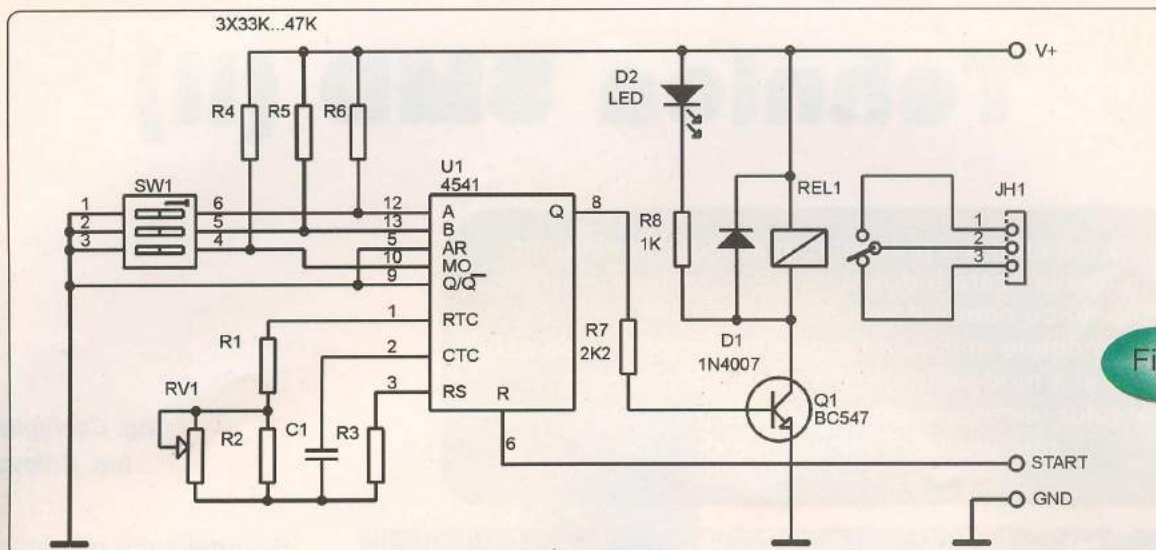 3X33K...47K
V+
D2
LED
R4
R5
R6
U1
4541
SW1
REL1
JH1
1
2
3
6
5
4
12
13
5
10
9
A
B
AR
MO
Q/Q̅
Q
8
R8
1K
1
2
3
1
RTC
R1
2
CTC
R7
2K2
D1
1N4007
Fi
RV1
3
RS
R
Q1
BC547
R2
C1
R3
6
START
GND